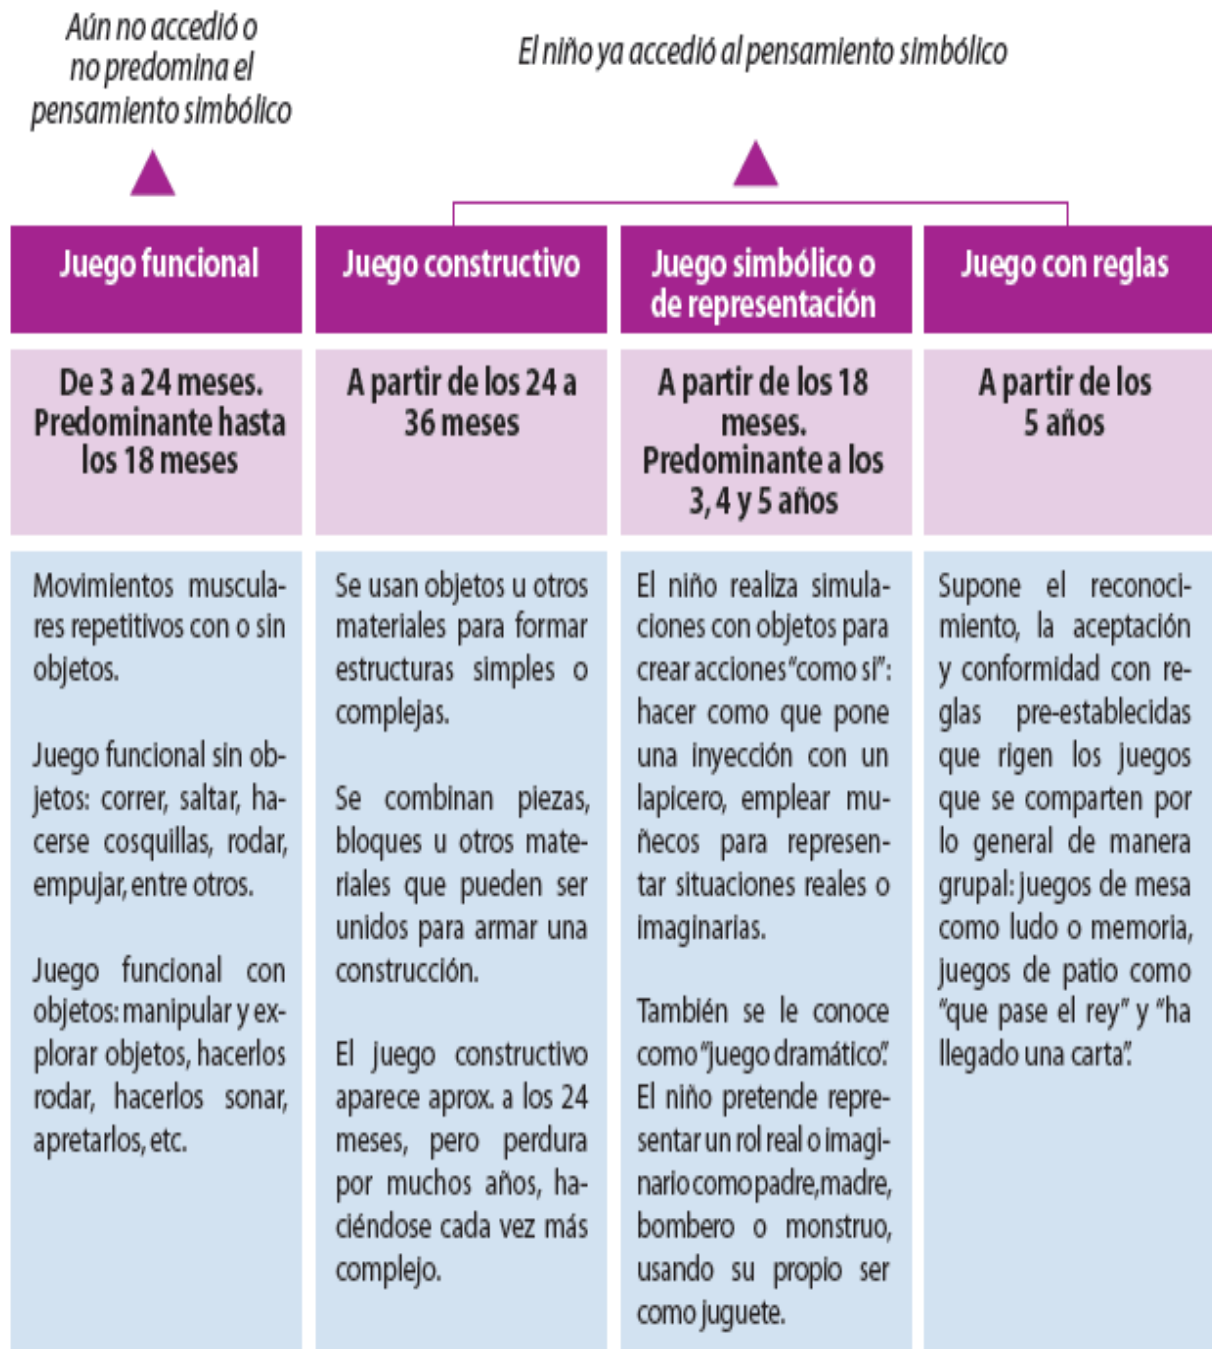 Aún no accedió o
no predomina el
pensamiento simbólico
El niño ya accedió al pensamiento simbólico
Juego funcional
De 3 a 24 meses.
Predominante hasta
los 18 meses
Movimientos muscula-
res repetitivos con o sin
objetos.
Juego funcional sin ob-
jetos: correr, saltar, ha-
cerse cosquillas, rodar,
empujar, entre otros.
Juego funcional con
objetos: manipular y ex-
plorar objetos, hacerlos
rodar, hacerlos sonar,
apretarlos, etc.
Juego constructivo
A partir de los 24 a
36 meses
Se usan objetos u otros
materiales para formar
estructuras simples o
complejas.
Se combinan piezas,
bloques u otros mate-
riales que pueden ser
unidos para armar una
construcción.
El juego constructivo
aparece aprox. a los 24
meses, pero perdura
por muchos años, ha-
ciéndose cada vez más
complejo.
Juego simbólico o
de representación
A partir de los 18
meses.
Predominante a los
3, 4 y 5 años
El niño realiza simula-
ciones con objetos para
crear acciones "como si":
hacer como que pone
una inyección con un
lapicero, emplear mu-
ñecos para represen-
tar situaciones reales o
imaginarias.
También se le conoce
como "juego dramático".
El niño pretende repre-
sentar un rol real o imagi-
nario como padre, madre,
bombero o monstruo,
usando su propio ser
como juguete.
Juego con reglas
A partir de los
5 años
Supone el reconoci-
miento, la aceptación
y conformidad con re-
glas pre-establecidas
que rigen los juegos
que se comparten por
lo general de manera
grupal: juegos de mesa
como ludo o memoria,
juegos de patio como
"que pase el rey" y "ha
llegado una carta".